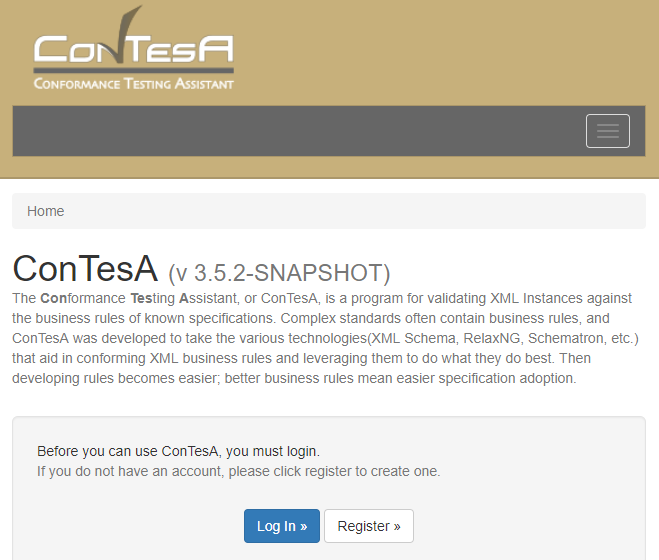 ConTesA
Conformance Testing Assistant
Home
ConTesA (v 3.5.2-SNAPSHOT)
The Conformance Testing Assistant, or ConTesA, is a program for validating XML Instances against
the business rules of known specifications. Complex standards often contain business rules, and
ConTesA was developed to take the various technologies(XML Schema, RelaxNG, Schematron, etc.)
that aid in conforming XML business rules and leveraging them to do what they do best. Then
developing rules becomes easier; better business rules mean easier specification adoption.
Before you can use ConTesA, you must login.
If you do not have an account, please click register to create one.
Log In »
Register »